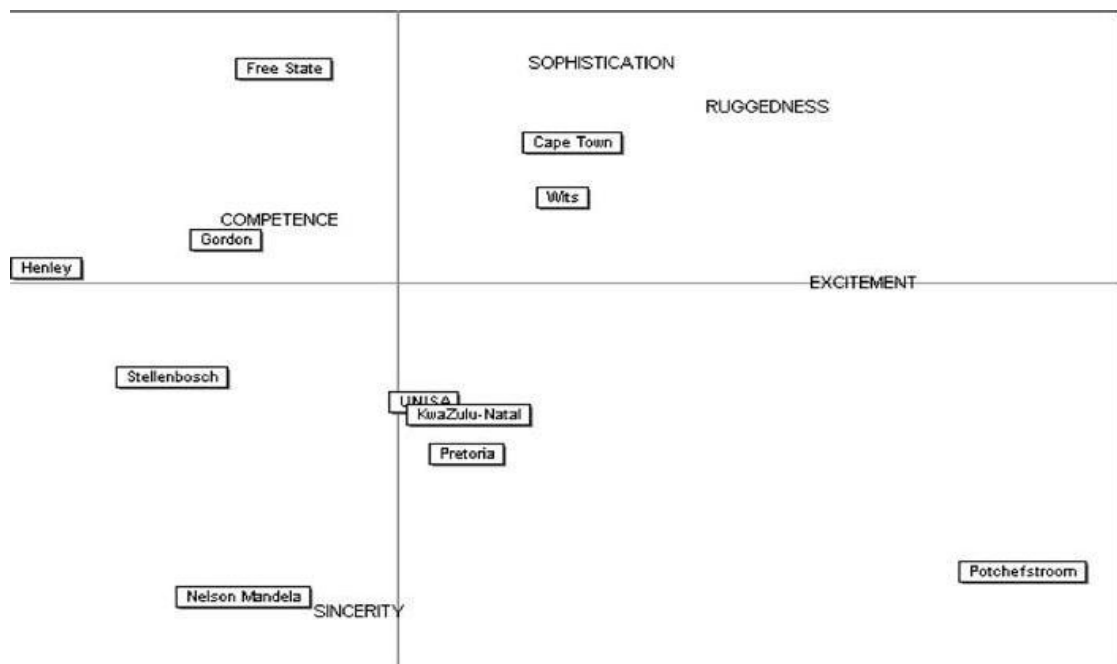 SOPHISTICATION
Free State
RUGGEDNESS
Cape Town
Wits
COMPETENCE
Gordon
Henley
EXCITEMENT
Stellenbosch
UNISA
KwaZulu-Natal
Pretoria
Potchefstroom
Nelson Mandela
SINCERITY